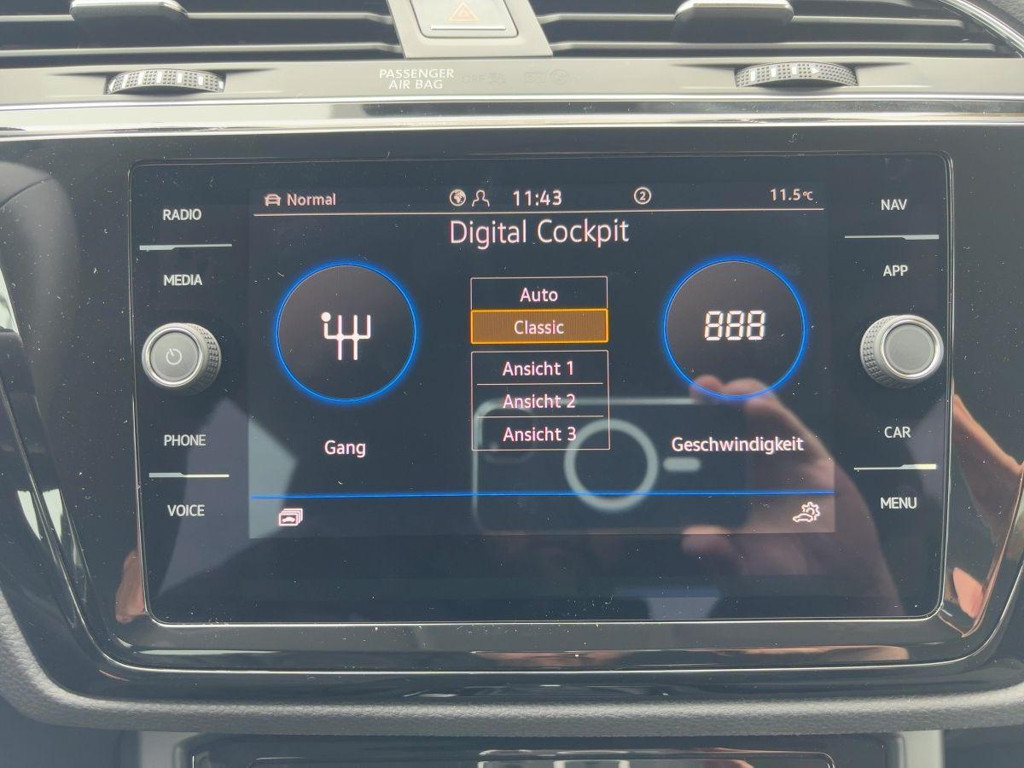 PASSENGER
AIR BAG
RADIO
MEDIA
PHONE
VOICE
Normal
11:43
2
11.5°C
Digital Cockpit
Auto
Classic
Ansicht 1
Ansicht 2
Ansicht 3
888
Gang
Geschwindigkeit
NAV
APP
CAR
MENU